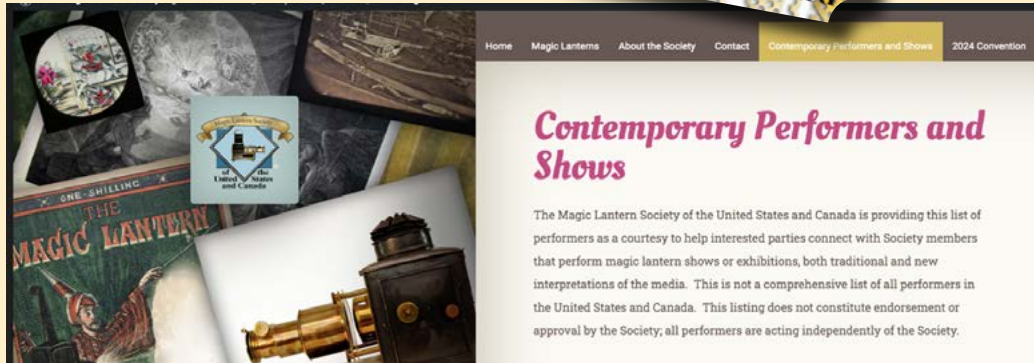 Home Magic Lanterns About the Society Contact Contemporary Performers and Shows 2024 Convention
Magic Lantern Society
of the
United States
and Canada
ONE-SHILLING
THE
MAGIC LANTERN
Contemporary Performers and
Shows
The Magic Lantern Society of the United States and Canada is providing this list of
performers as a courtesy to help interested parties connect with Society members
that perform magic lantern shows or exhibitions, both traditional and new
interpretations of the media. This is not a comprehensive list of all performers in
the United States and Canada. This listing does not constitute endorsement or
approval by the Society; all performers are acting independently of the Society.